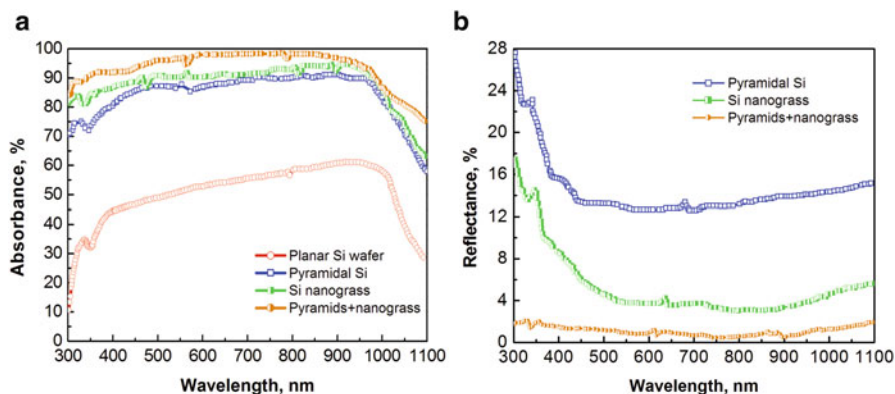 a
100
90
80
70
60
50
40
30
20
10
0
Absorbance, %
Planar Si wafer
Pyramidal Si
Si nanograss
Pyramids+nanograss
300 400 500 600 700 800 900 1000 1100
Wavelength, nm
b
28
24
20
16
12
8
4
0
Reflectance, %
Pyramidal Si
Si nanograss
Pyramids+nanograss
300 400 500 600 700 800 900 1000 1100
Wavelength, nm